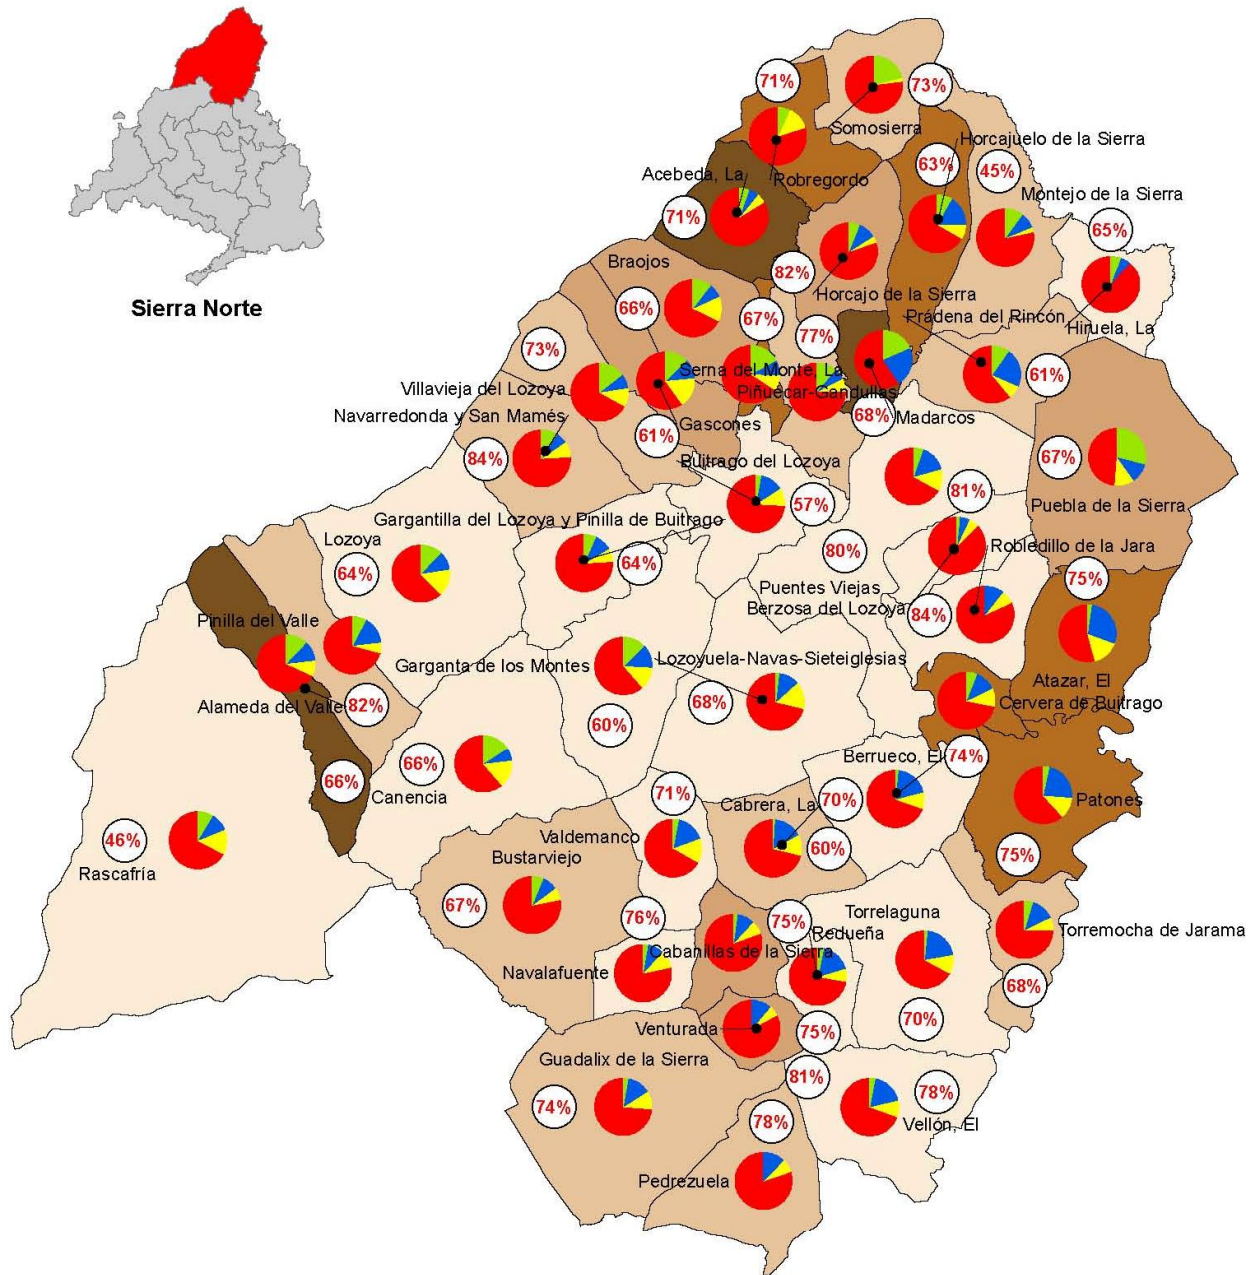 Sierra Norte
71%
73%
Somosierra
Horcajuelo de la Sierra
63%
45%
Acebeda, La
Robregordo
Montejo de la Sierra
71%
65%
Braojos
82%
Horcajo de la Sierra
66%
67%
Prádena del Rincón
Hiruela, La
73%
77%
Serna del Monte, La
61%
Villavieja del Lozoya
Piñuécar-Gandullas
Navarredonda y San Mamés
68%
Madarcos
61%
Gascones
84%
Buitrago del Lozoya
67%
81%
57%
Puebla de la Sierra
Gargantilla del Lozoya y Pinilla de Buitrago
Lozoya
80%
Robledillo de la Jara
64%
64%
75%
Puentes Viejas
Berzosa del Lozoya
84%
Pinilla del Valle
Garganta de los Montes
Lozoyuela-Navas-Sieteiglesias
Atazar, El
68%
Cervera de Buitrago
Alameda del Valle
82%
60%
Berrueco, El
74%
66%
66%
Canencia
71%
Cabrera, La
70%
Patones
Valdemanco
46%
60%
75%
Rascafría
Bustarviejo
67%
76%
75%
Torrelaguna
Redueña
Torremocha de Jarama
Cabanillas de la Sierra
Navalafuente
68%
70%
Venturada
75%
Guadalix de la Sierra
81%
78%
74%
78%
Vellón, El
Pedrezuela